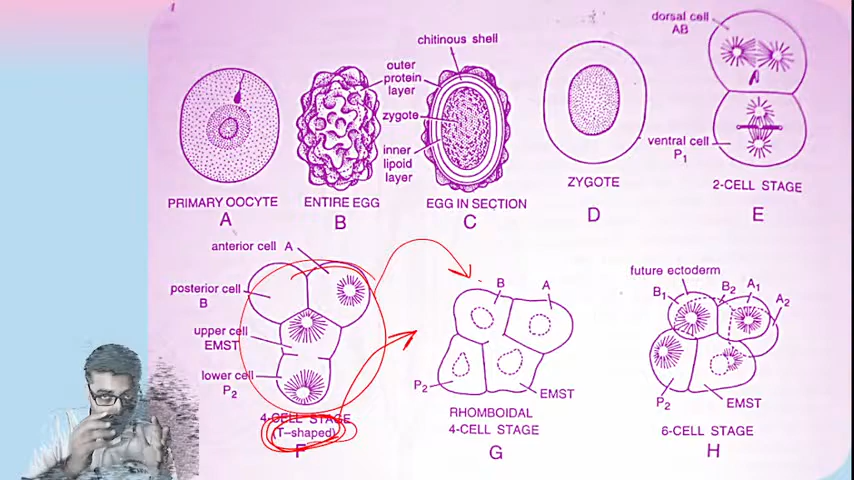 chitinous shell
outer
protein
layer
zygote
inner
lipoid
layer
dorsal cell
AB
ventral cell
P1
PRIMARY OOCYTE
A
ENTIRE EGG
B
EGG IN SECTION
C
ZYGOTE
D
2-CELL STAGE
E
anterior cell A
posterior cell
B
upper cell
EMST
lower cell
P2
4-CELL STAGE
(T-shaped)
F
B
A
P2
EMST
RHOMBOIDAL
4-CELL STAGE
G
future ectoderm
B1
B2
A1
A2
P2
EMST
6-CELL STAGE
H